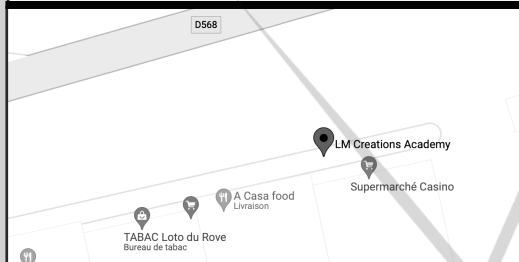 D568
LM Creations Academy
Supermarché Casino
A Casa food
Livraison
TABAC Loto du Rove
Bureau de tabac